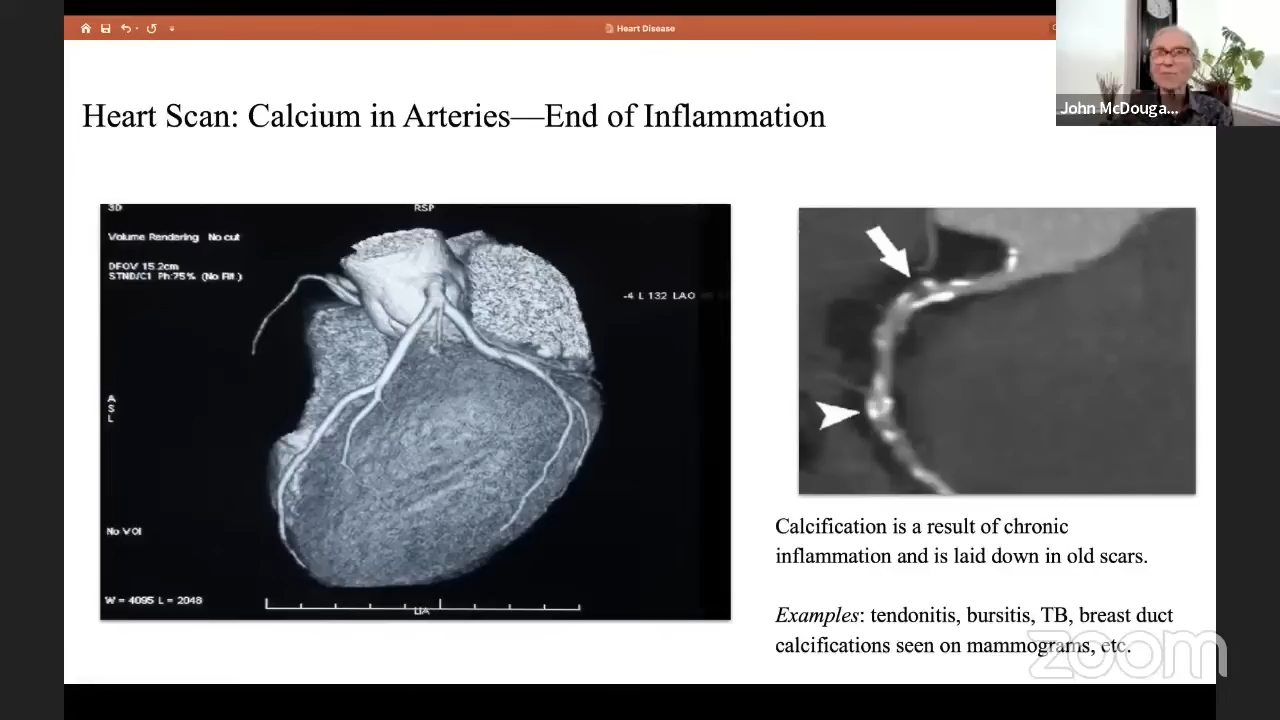 Heart Disease
John McDouga...
Heart Scan: Calcium in Arteries—End of Inflammation
3D
RSP
Volume Rendering No cut
DFOV 15.2cm
STND/C1 Ph:75% (No Filt.)
-4 L 132 LAO
A
S
L
No VOI
W = 4095 L = 2048
LIA
Calcification is a result of chronic
inflammation and is laid down in old scars.
Examples: tendonitis, bursitis, TB, breast duct
calcifications seen on mammograms, etc.
zoom